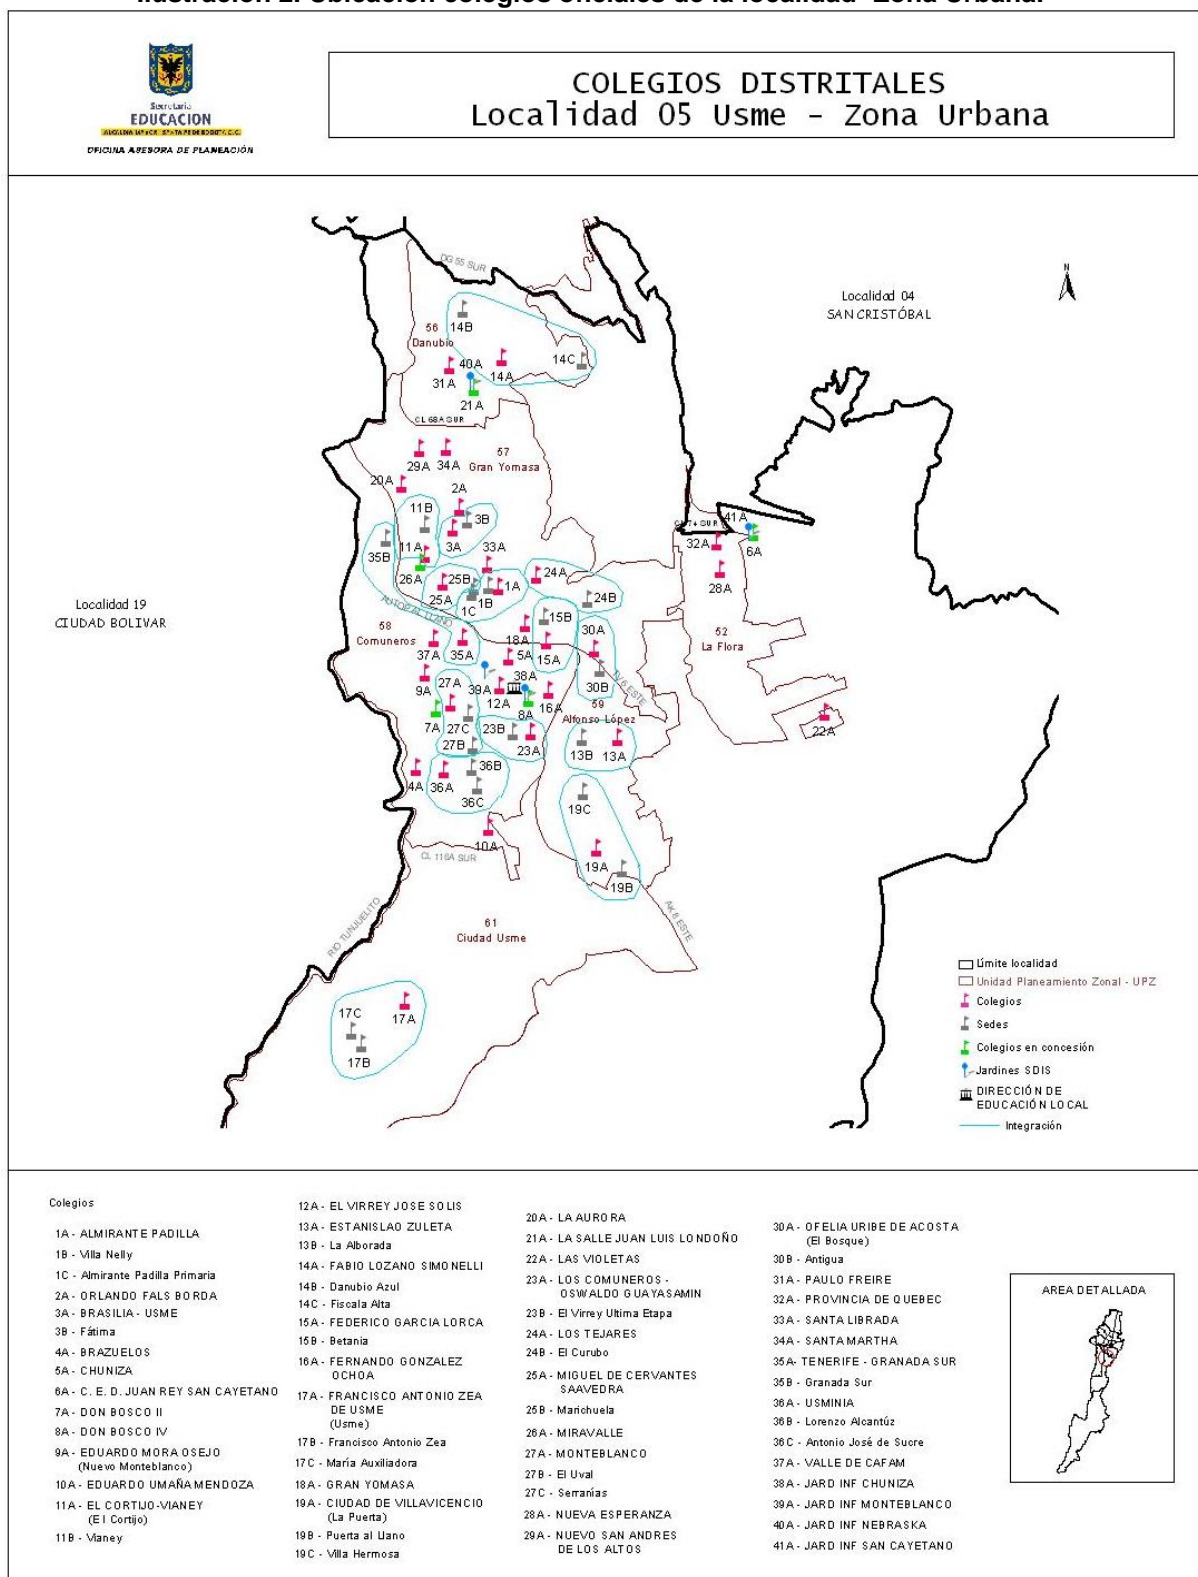 Ilustración 2. Ubicación colegios oficiales de la localidad- Zona Urbana.
Secretaría
EDUCACION
OFICINA ASESORA DE PLANEACIÓN
COLEGIOS DISTRITALES
Localidad 05 Usme - Zona Urbana
DG 55 SUR
N
Localidad 04
SAN CRISTÓBAL
14B
56
Danubio
40A
14A
14C
31A
21A
CL 68A SUR
57
Gran Yomasa
29A
34A
20A
2A
11B
3B
3A
35B
11A
33A
26A
25B
25A
1A
1B
1C
24A
24B
41A
CL 74 SUR
32A
6A
28A
Localidad 19
CIUDAD BOLIVAR
AUTOP AL LLANO
58
Comuneros
18A
15B
30A
52
La Flora
37A
35A
5A
15A
38A
9A
27A
39A
12A
8A
16A
30B
TV 6 ESTE
59
Alfonso López
7A
27C
23B
23A
13B
13A
22A
27B
36B
4A
36A
36C
19C
10A
CL 116A SUR
19A
19B
RIO TUNJUELITO
61
Ciudad Usme
AK 8 ESTE
17C
17A
17B
Límite localidad
Unidad Planeamiento Zonal - UPZ
Colegios
Sedes
Colegios en concesión
Jardines SDIS
DIRECCIÓN DE
EDUCACIÓN LOCAL
Integración
Colegios
1A - ALMIRANTE PADILLA
1B - Villa Nelly
1C - Almirante Padilla Primaria
2A - ORLANDO FALS BORDA
3A - BRASILIA - USME
3B - Fátima
4A - BRAZUELOS
5A - CHUNIZA
6A - C. E. D. JUAN REY SAN CAYETANO
7A - DON BOSCO II
8A - DON BOSCO IV
9A - EDUARDO MORA OSEJO
(Nuevo Monteblanco)
10A - EDUARDO UMAÑA MENDOZA
11A - EL CORTIJO-VIANEY
(El Cortijo)
11B - Vianey
12A - EL VIRREY JOSE SOLIS
13A - ESTANISLAO ZULETA
13B - La Alborada
14A - FABIO LOZANO SIMONELLI
14B - Danubio Azul
14C - Fiscala Alta
15A - FEDERICO GARCIA LORCA
15B - Betania
16A - FERNANDO GONZALEZ
OCHOA
17A - FRANCISCO ANTONIO ZEA
DE USME
(Usme)
17B - Francisco Antonio Zea
17C - María Auxiliadora
18A - GRAN YOMASA
19A - CIUDAD DE VILLAVICENCIO
(La Puerta)
19B - Puerta al Llano
19C - Villa Hermosa
20A - LA AURORA
21A - LA SALLE JUAN LUIS LONDOÑO
22A - LAS VIOLETAS
23A - LOS COMUNEROS -
OSWALDO GUAYASAMIN
23B - El Virrey Ultima Etapa
24A - LOS TEJARES
24B - El Curubo
25A - MIGUEL DE CERVANTES
SAAVEDRA
25B - Marichuela
26A - MIRAVALLE
27A - MONTEBLANCO
27B - El Uval
27C - Serranías
28A - NUEVA ESPERANZA
29A - NUEVO SAN ANDRES
DE LOS ALTOS
30A - OFELIA URIBE DE ACOSTA
(El Bosque)
30B - Antigua
31A - PAULO FREIRE
32A - PROVINCIA DE QUEBEC
33A - SANTA LIBRADA
34A - SANTA MARTHA
35A- TENERIFE - GRANADA SUR
35B - Granada Sur
36A - USMINIA
36B - Lorenzo Alcantúz
36C - Antonio José de Sucre
37A - VALLE DE CAFAM
38A - JARD INF CHUNIZA
39A - JARD INF MONTEBLANCO
40A - JARD INF NEBRASKA
41A - JARD INF SAN CAYETANO
AREA DETALLADA